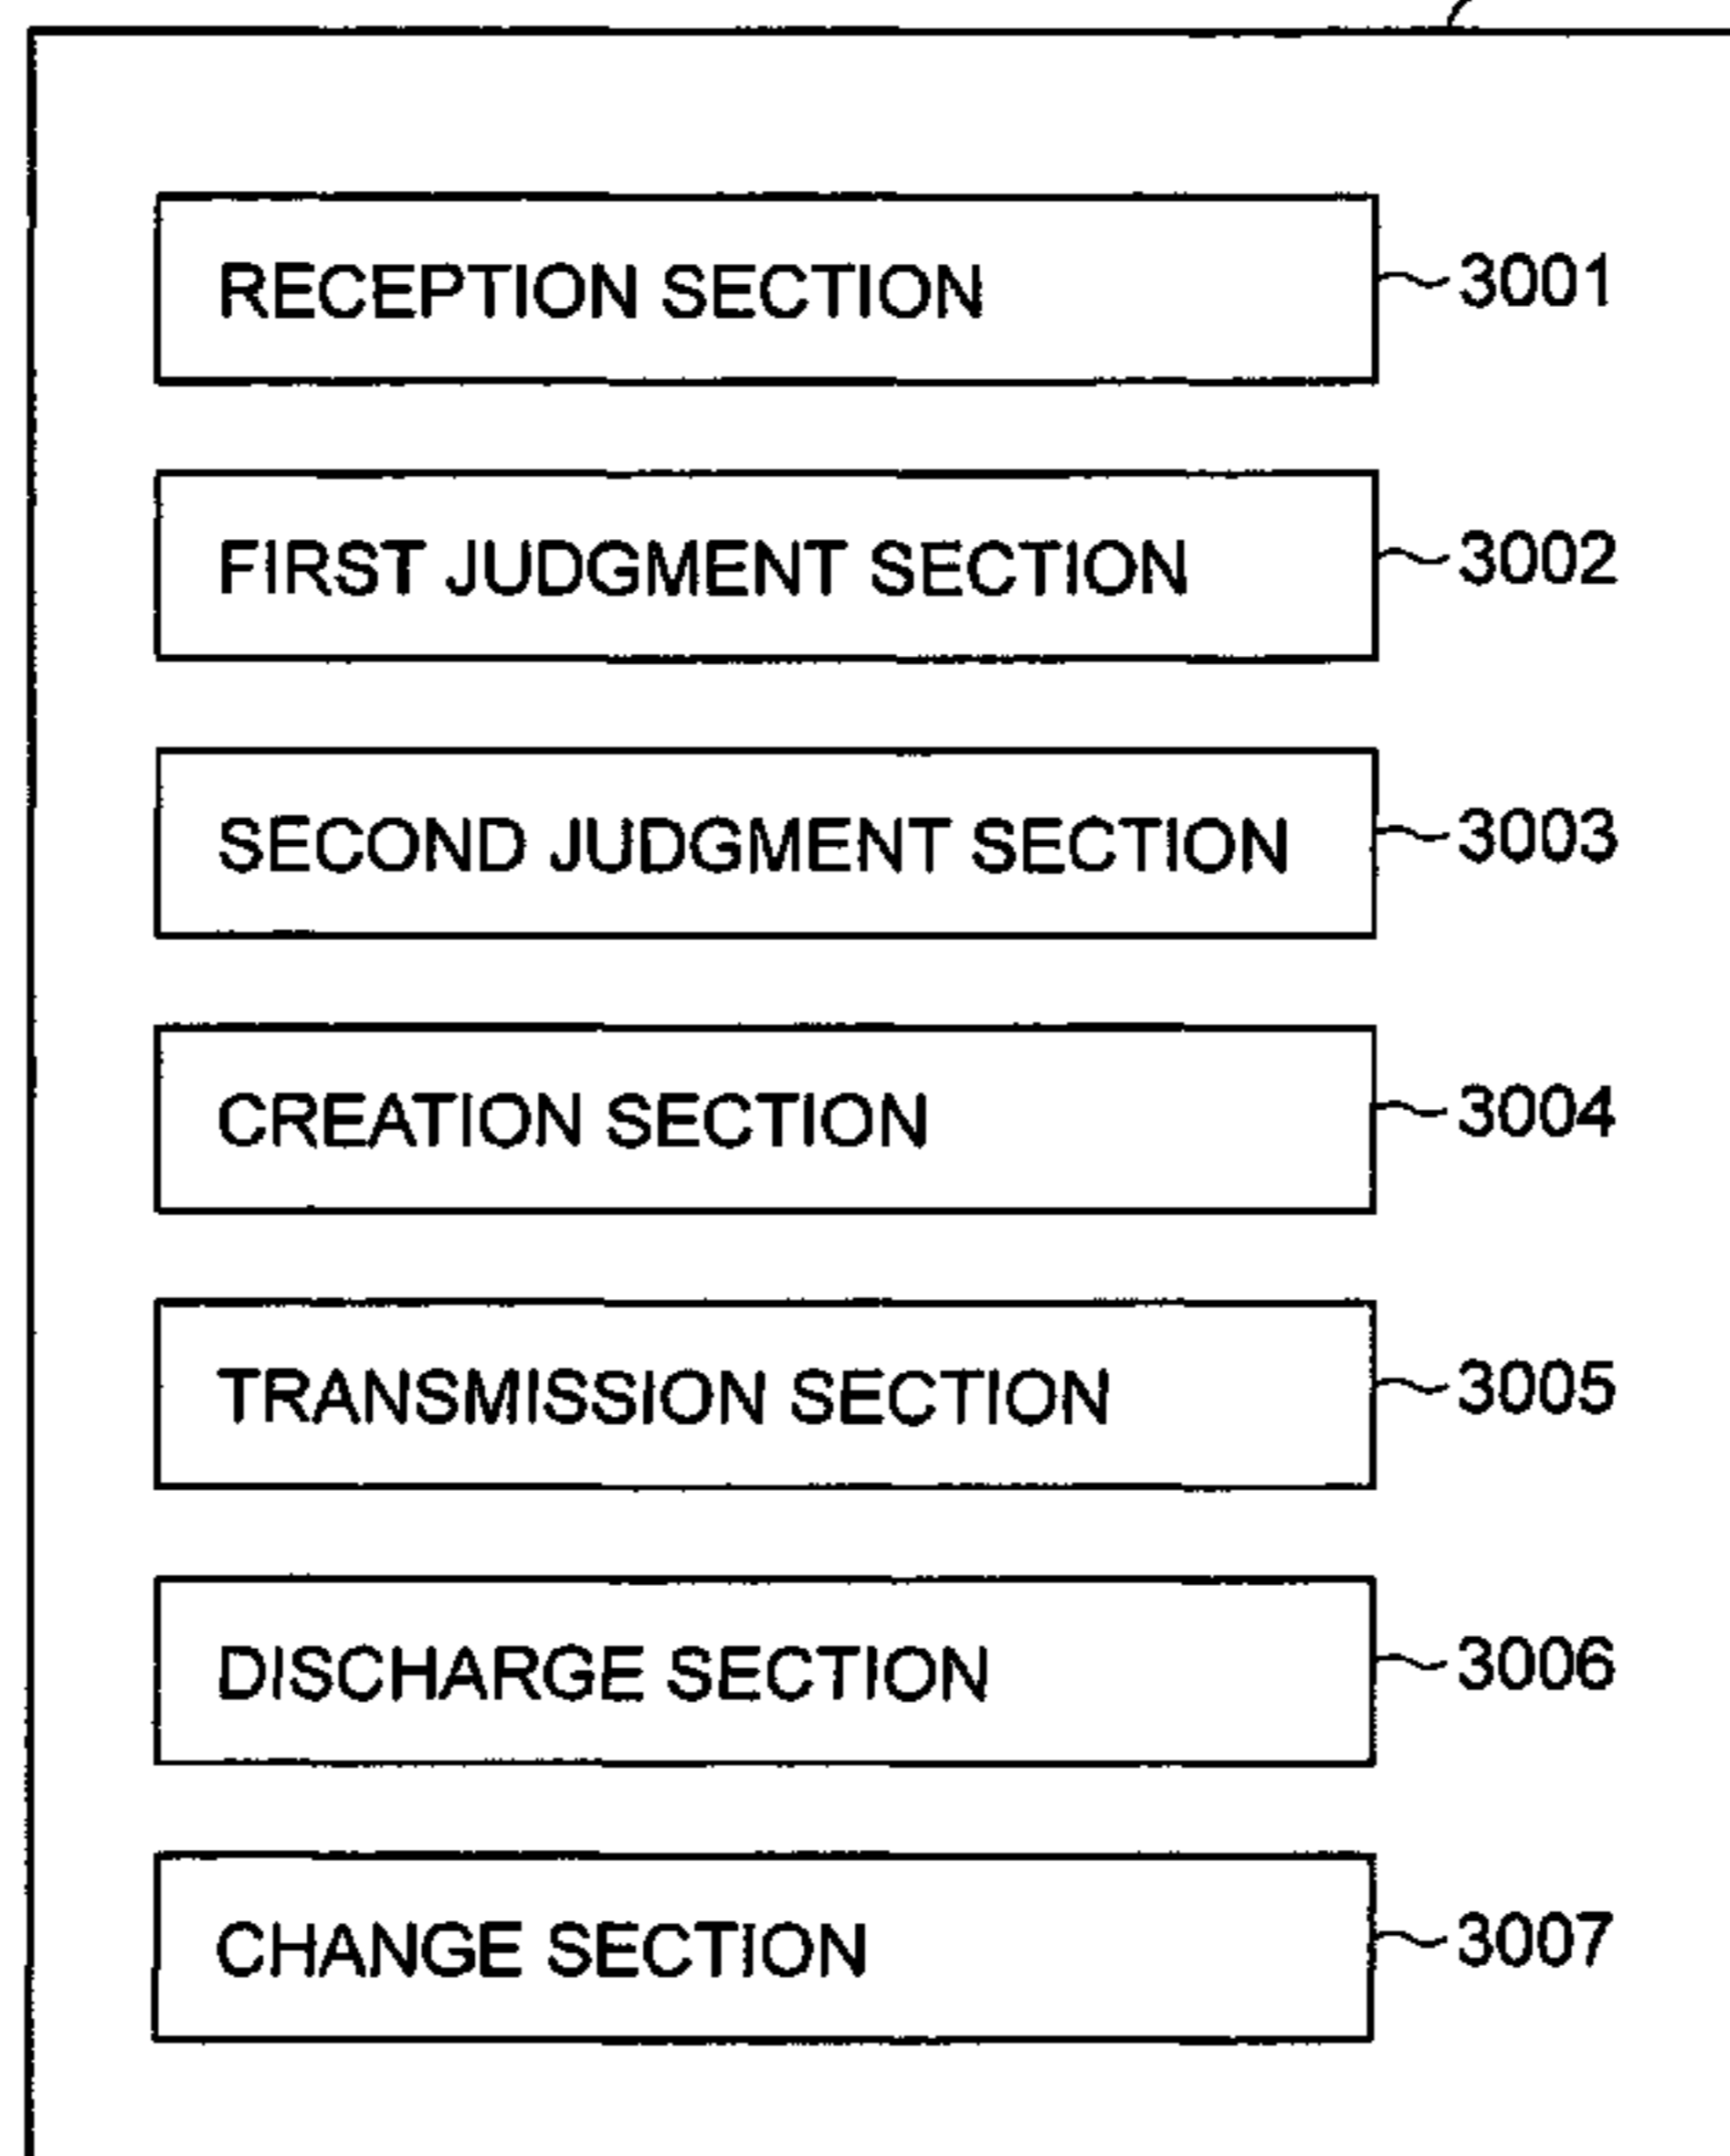 RECEPTION SECTION 3001
FIRST JUDGMENT SECTION 3002
SECOND JUDGMENT SECTION 3003
CREATION SECTION 3004
TRANSMISSION SECTION 3005
DISCHARGE SECTION 3006
CHANGE SECTION 3007